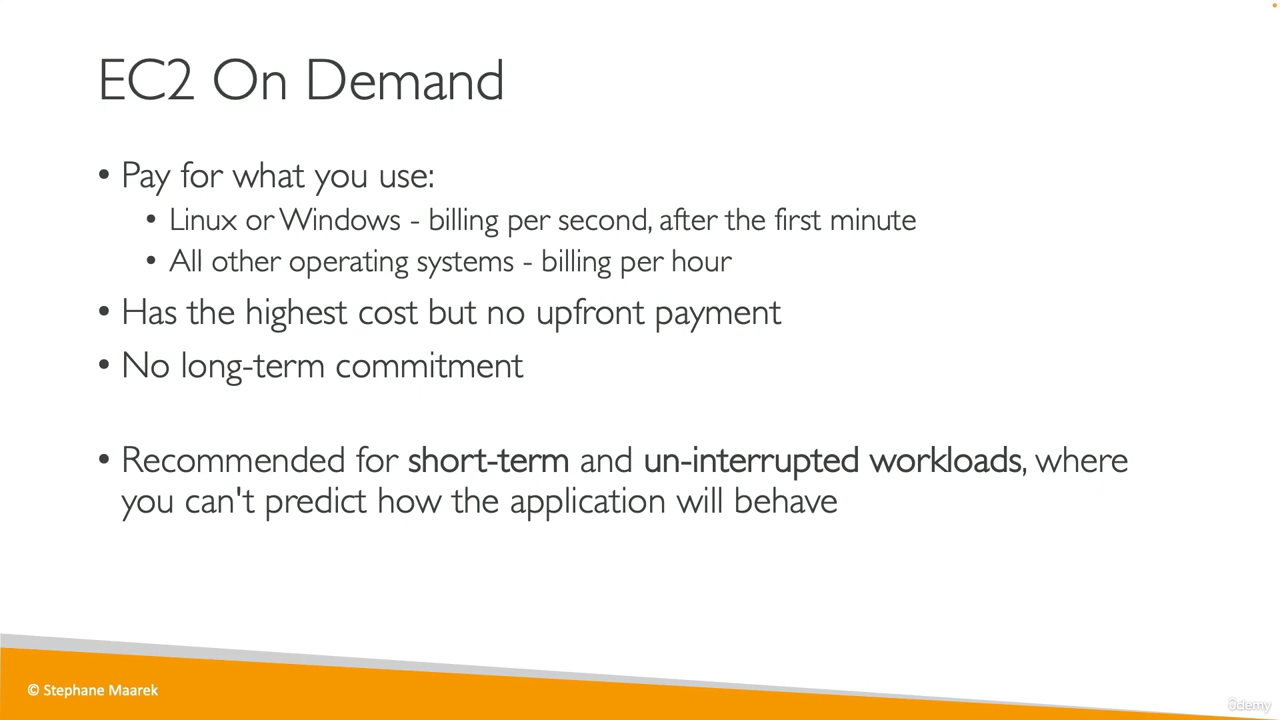 EC2 On Demand
• Pay for what you use:
• Linux or Windows - billing per second, after the first minute
• All other operating systems - billing per hour
• Has the highest cost but no upfront payment
• No long-term commitment
• Recommended for short-term and un-interrupted workloads, where
you can't predict how the application will behave
© Stephane Maarek
ûdemy